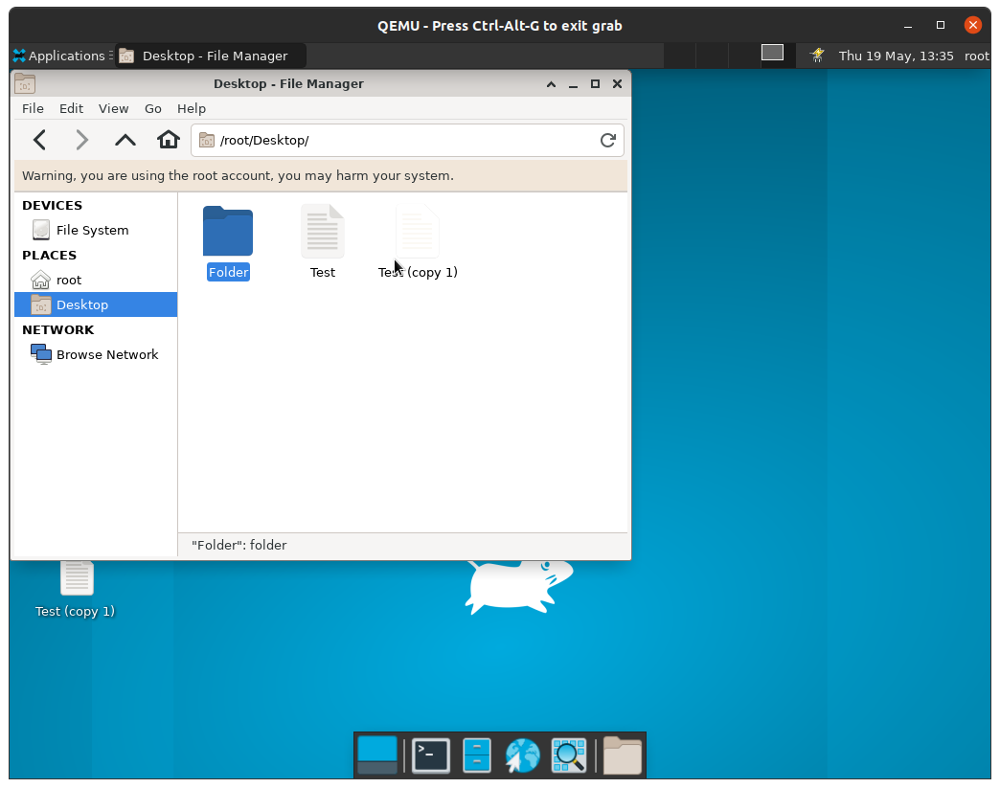 QEMU - Press Ctrl-Alt-G to exit grab
Applications Desktop - File Manager Thu 19 May, 13:35 root
Desktop - File Manager
File Edit View Go Help
/root/Desktop/
Warning, you are using the root account, you may harm your system.
DEVICES
File System
PLACES
root
Desktop
NETWORK
Browse Network
Folder Test Test (copy 1)
"Folder": folder
Test (copy 1)
>_